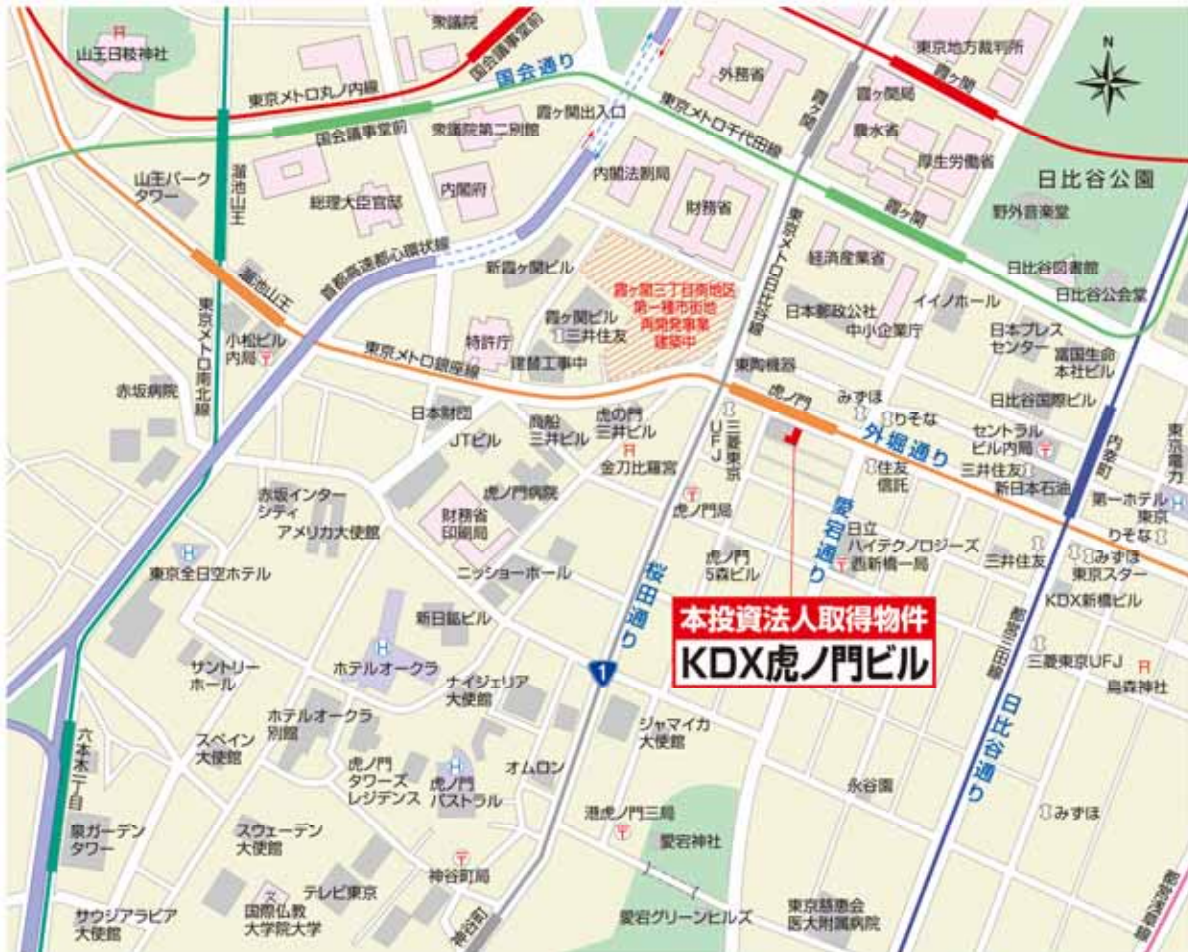 衆議院
山王日枝神社
国会議事堂前
国会通り
東京メトロ丸ノ内線
国会議事堂前
衆議院第二別館
霞ヶ関出入口
外務省
霞ヶ関
東京地方裁判所
霞ヶ関
霞ヶ関局
農水省
厚生労働省
N
東京メトロ千代田線
日比谷公園
山王パーク
タワー
溜池山王
総理大臣官邸
内閣府
内閣法制局
財務省
霞ヶ関
野外音楽堂
首都高速都心環状線
新霞ヶ関ビル
東京メトロ日比谷線
経済産業省
日比谷図書館
日比谷公会堂
溜池山王
霞ヶ関三丁目南地区
第一種市街地
再開発事業
建築中
日本郵政公社
中小企業庁
イイノホール
日本プレス
センター
富国生命
本社ビル
東京メトロ南北線
小松ビル
内局
東京メトロ銀座線
特許庁
霞ヶ関ビル
三井住友
建替工事中
東陶機器
虎ノ門
みずほ
りそな
日比谷国際ビル
赤坂病院
日本財団
JTビル
商船
三井ビル
虎の門
三井ビル
金刀比羅宮
三菱東京
UFJ
外堀通り
セントラル
ビル内局
内幸町
東京電力
住友
信託
三井住友
新日本石油
第一ホテル
東京
H
赤坂インター
シティ
アメリカ大使館
虎ノ門病院
財務省
印刷局
虎ノ門局
愛宕通り
日立
ハイテクノロジーズ
西新橋一局
りそな
三井住友
みずほ
東京スター
H
東京全日空ホテル
ニッショーホール
虎ノ門
5森ビル
桜田通り
KDX新橋ビル
本投資法人取得物件
KDX虎ノ門ビル
新日鉱ビル
H
ホテルオークラ
サントリー
ホール
ナイジェリア
大使館
1
都営三田線
三菱東京UFJ
烏森神社
日比谷通り
ホテルオークラ
別館
スペイン
大使館
六本木一丁目
ジャマイカ
大使館
虎ノ門
タワーズ
レジデンス
H
虎ノ門
パストラル
オムロン
永谷園
みずほ
泉ガーデン
タワー
スウェーデン
大使館
港虎ノ門三局
愛宕神社
神谷町局
テレビ東京
文
国際仏教
大学院大学
サウジアラビア
大使館
神谷町
愛宕グリーンヒルズ
東京慈恵会
医大附属病院
都営浅草線